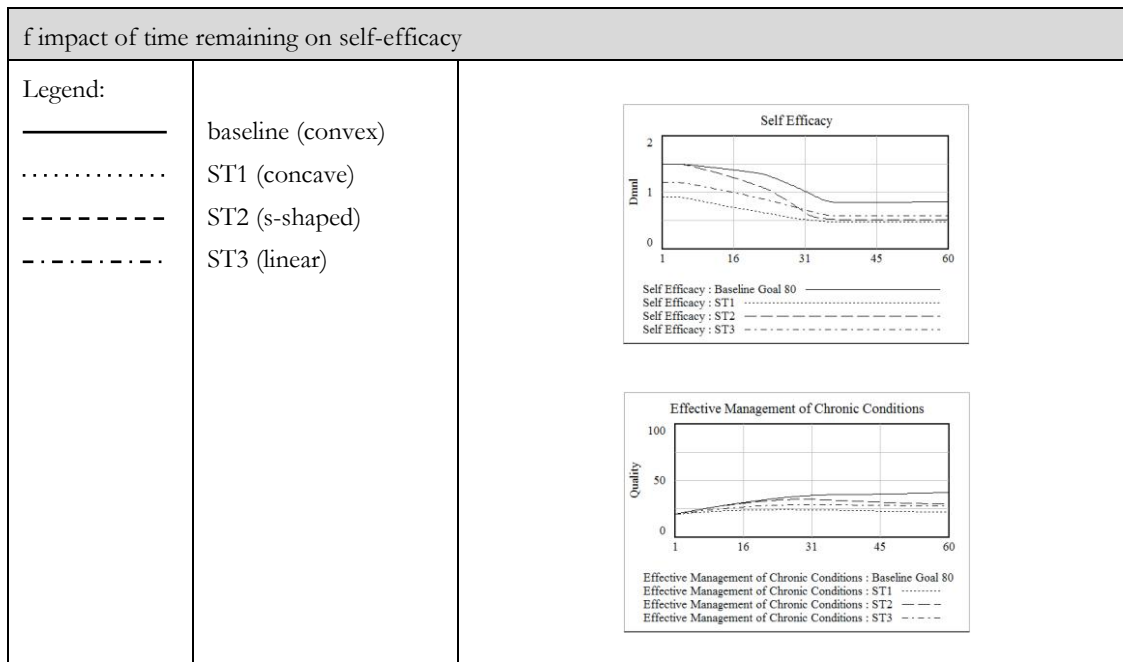 f impact of time remaining on self-efficacy
Legend:
baseline (convex)
ST1 (concave)
ST2 (s-shaped)
ST3 (linear)
Self Efficacy
2
1
0
Dmnl
1 16 31 45 60
Self Efficacy : Baseline Goal 80
Self Efficacy : ST1
Self Efficacy : ST2
Self Efficacy : ST3
Effective Management of Chronic Conditions
100
50
0
Quality
1 16 31 45 60
Effective Management of Chronic Conditions : Baseline Goal 80
Effective Management of Chronic Conditions : ST1
Effective Management of Chronic Conditions : ST2
Effective Management of Chronic Conditions : ST3